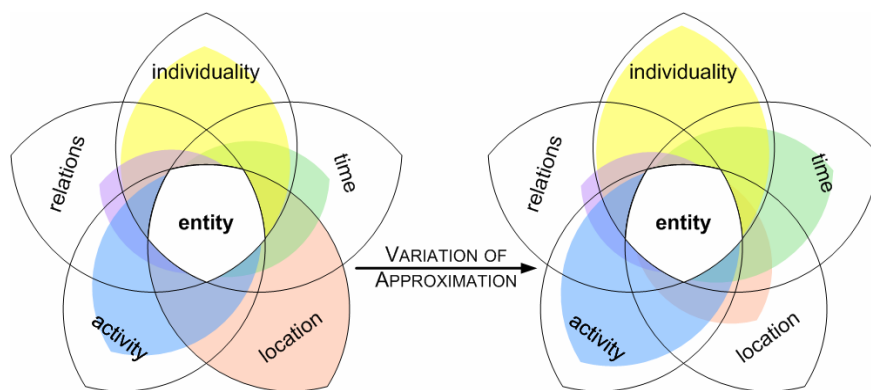 individuality
relations
time
entity
activity
location
VARIATION OF
APPROXIMATION
individuality
relations
time
entity
activity
location